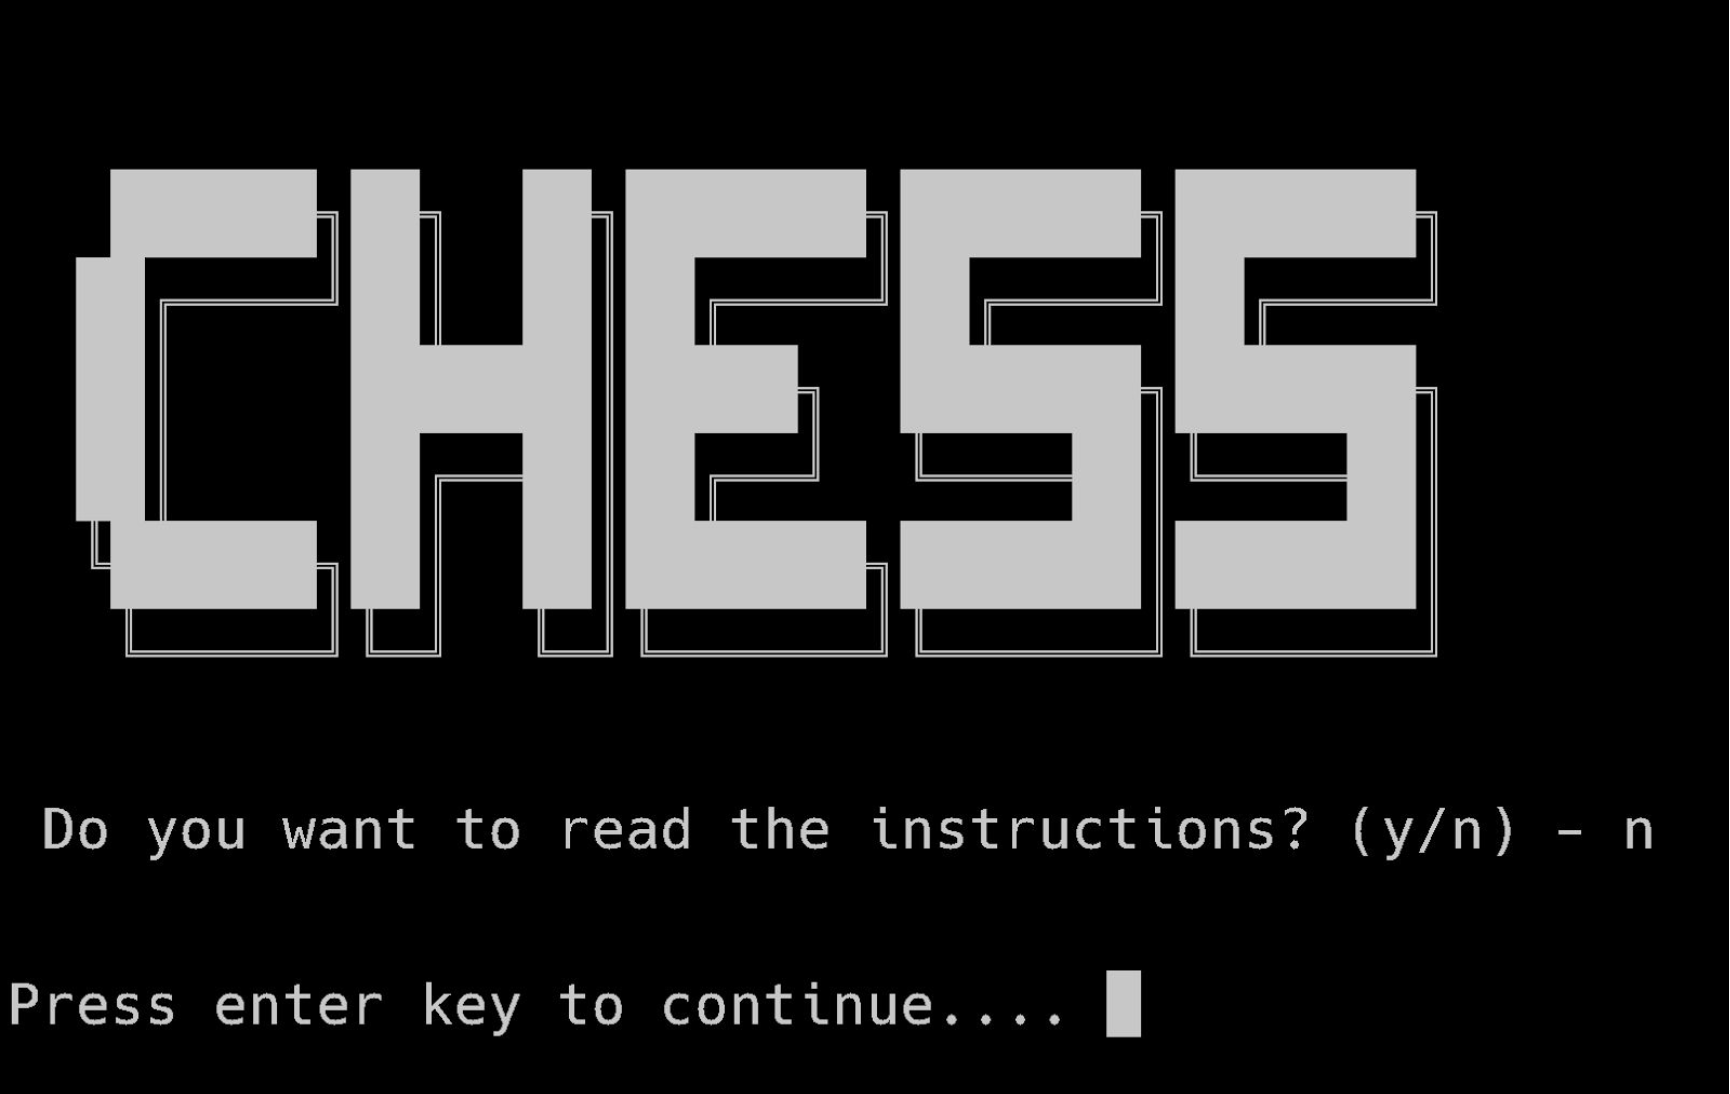 CHESS
Do you want to read the instructions? (y/n) – n
Press enter key to continue....